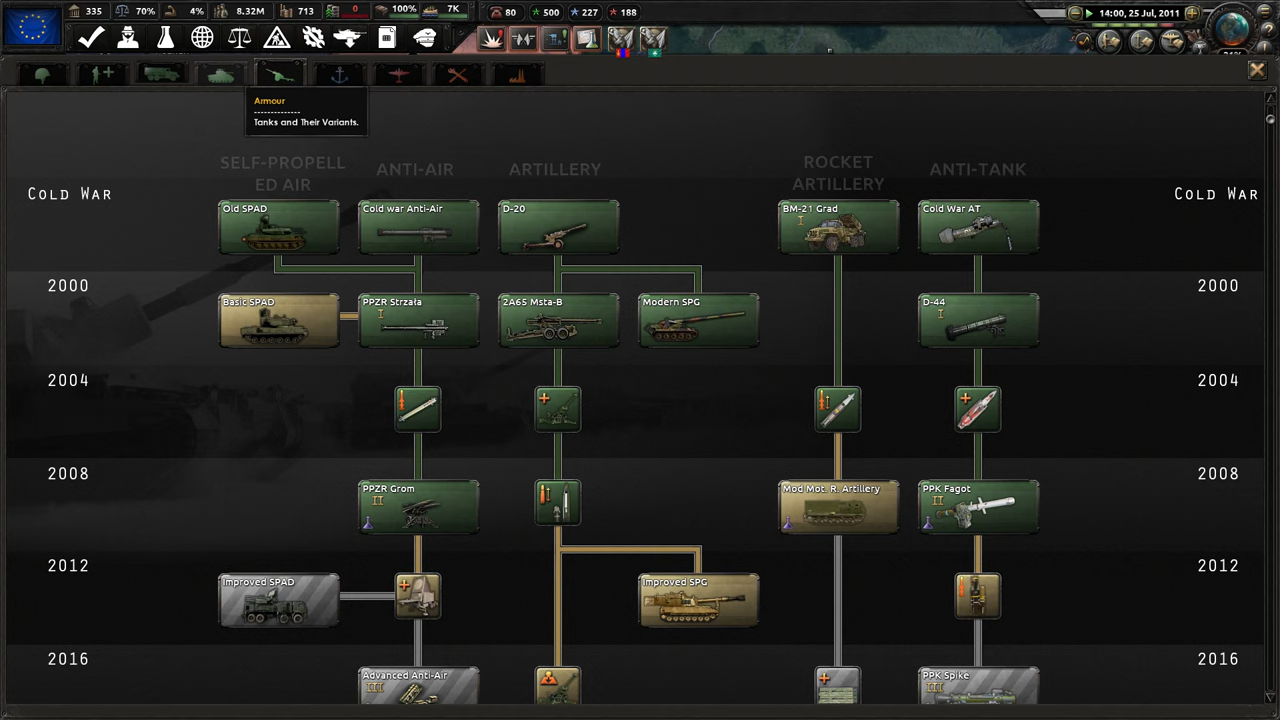 335 70% 4% 8.32M 713 0 100% 7K 80 500 227 188 14:00, 25 Jul, 2011
Armour
-------------
Tanks and Their Variants.
SELF-PROPELL
ED AIR
ANTI-AIR
ARTILLERY
ROCKET
ARTILLERY
ANTI-TANK
Cold War
Cold War
Old SPAD
Cold war Anti-Air
D-20
BM-21 Grad
I
Cold War AT
2000
2000
Basic SPAD
PPZR Strzała
I
2A65 Msta-B
Modern SPG
D-44
I
2004
2004
2008
2008
PPZR Grom
II
Mod Mot. R. Artillery
PPK Fagot
II
2012
2012
Improved SPAD
Improved SPG
2016
2016
Advanced Anti-Air
III
PPK Spike
III